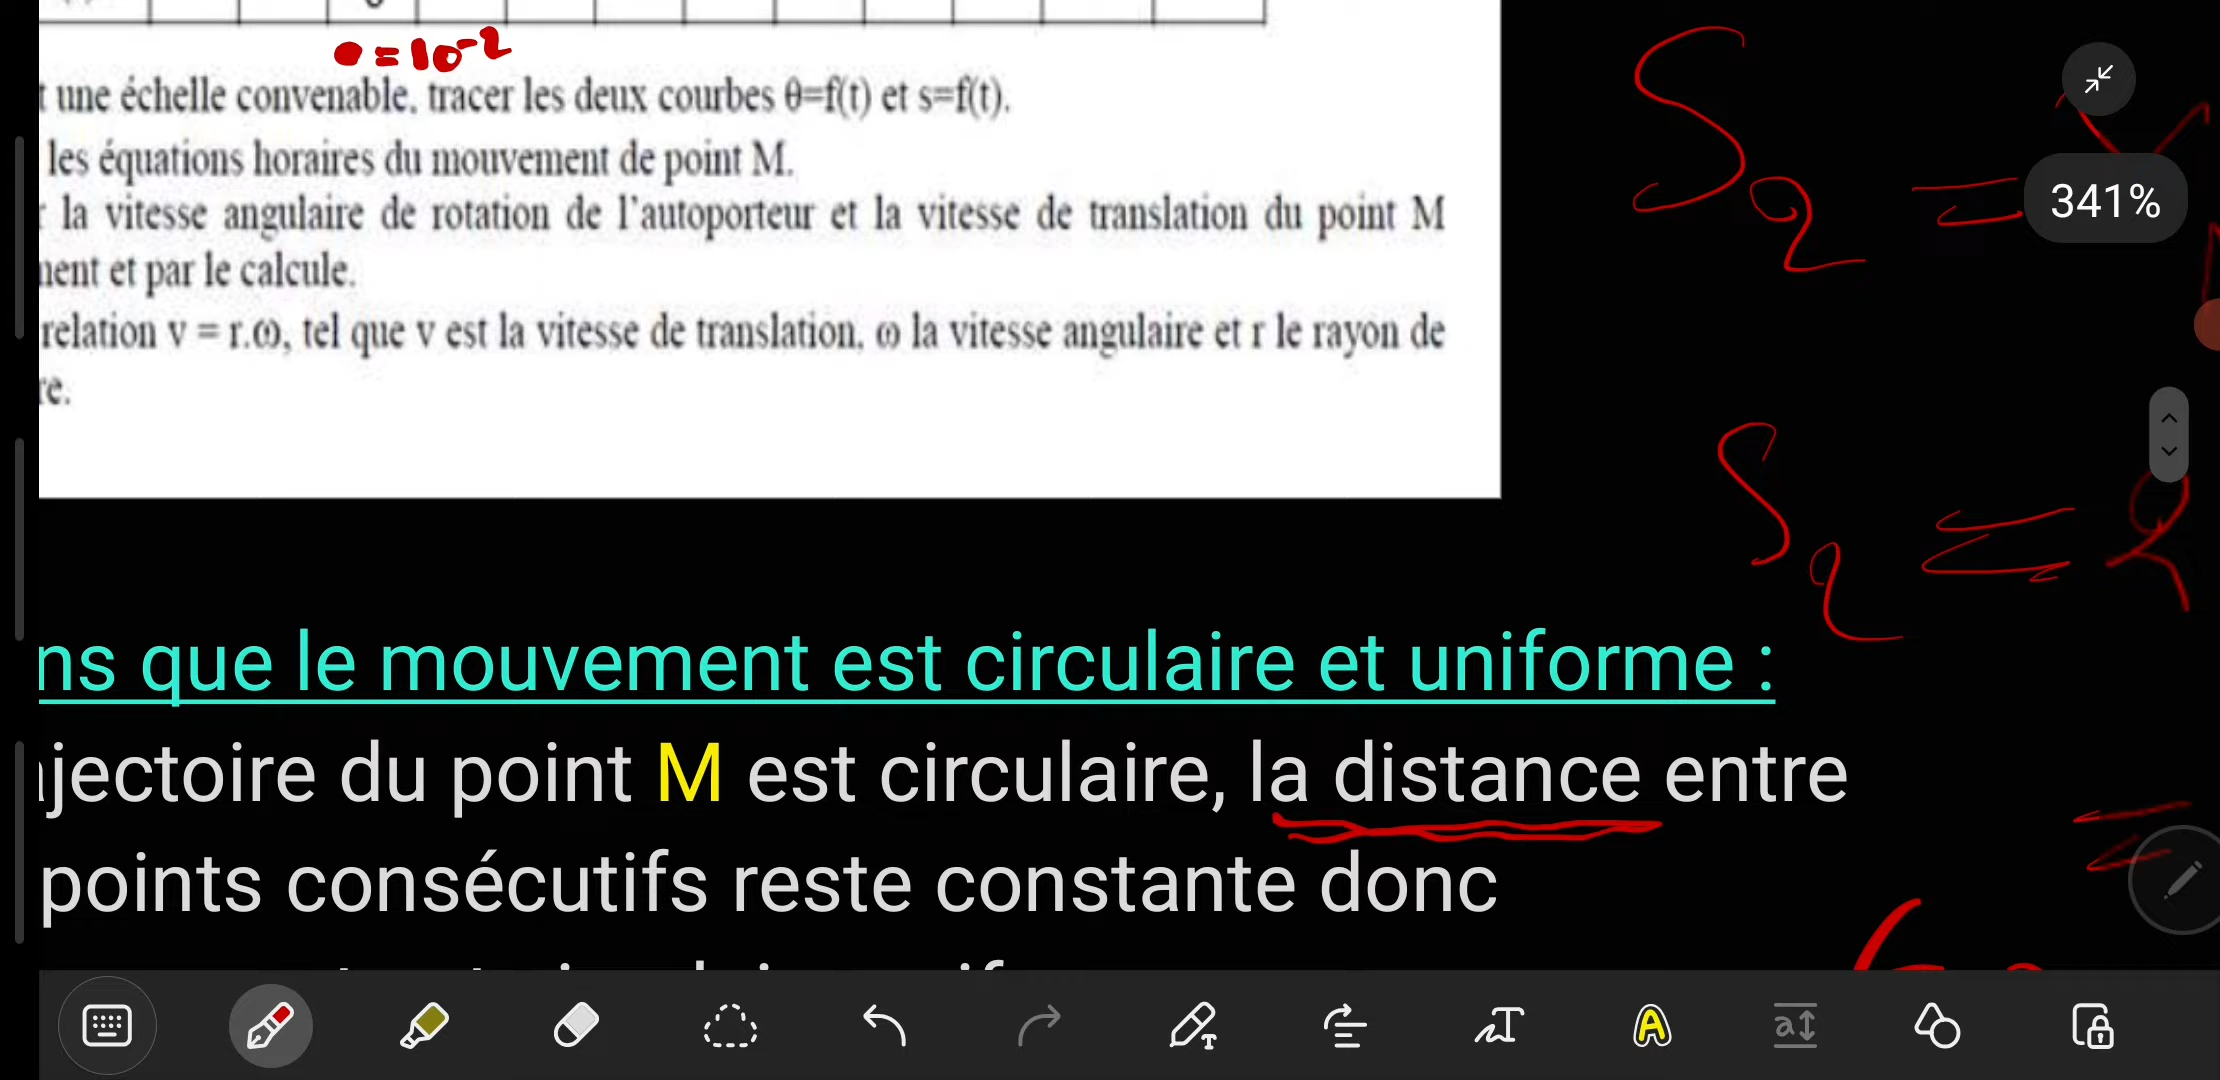 = 10⁻²
t une échelle convenable, tracer les deux courbes θ=f(t) et s=f(t).
les équations horaires du mouvement de point M.
r la vitesse angulaire de rotation de l'autoporteur et la vitesse de translation du point M
ment et par le calcule.
relation v = r.ω, tel que v est la vitesse de translation, ω la vitesse angulaire et r le rayon de
re.
S₂ =
341%
S₂ =
ns que le mouvement est circulaire et uniforme :
ajectoire du point M est circulaire, la distance entre
points consécutifs reste constante donc